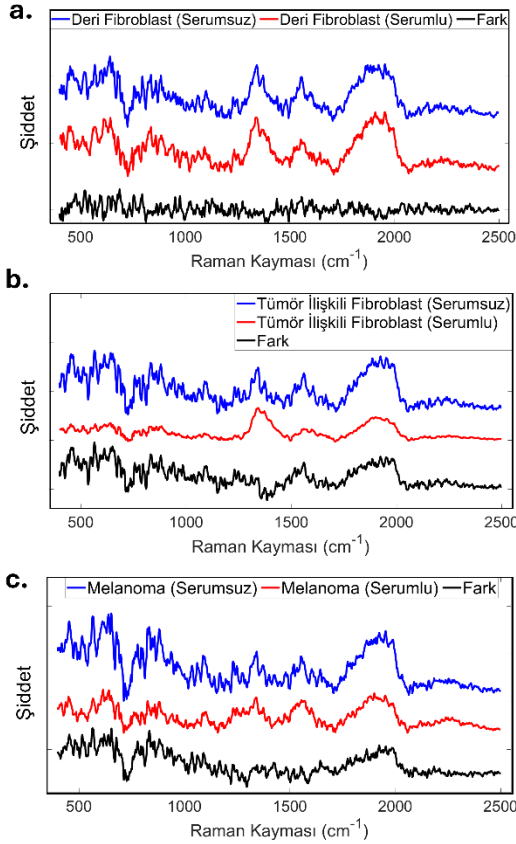 a.
Deri Fibroblast (Serumsuz) Deri Fibroblast (Serumlu) Fark
Şiddet
500 1000 1500 2000 2500
Raman Kayması (cm-1)
b.
Tümör İlişkili Fibroblast (Serumsuz)
Tümör İlişkili Fibroblast (Serumlu)
Fark
Şiddet
500 1000 1500 2000 2500
Raman Kayması (cm-1)
c.
Melanoma (Serumsuz) Melanoma (Serumlu) Fark
Şiddet
500 1000 1500 2000 2500
Raman Kayması (cm-1)